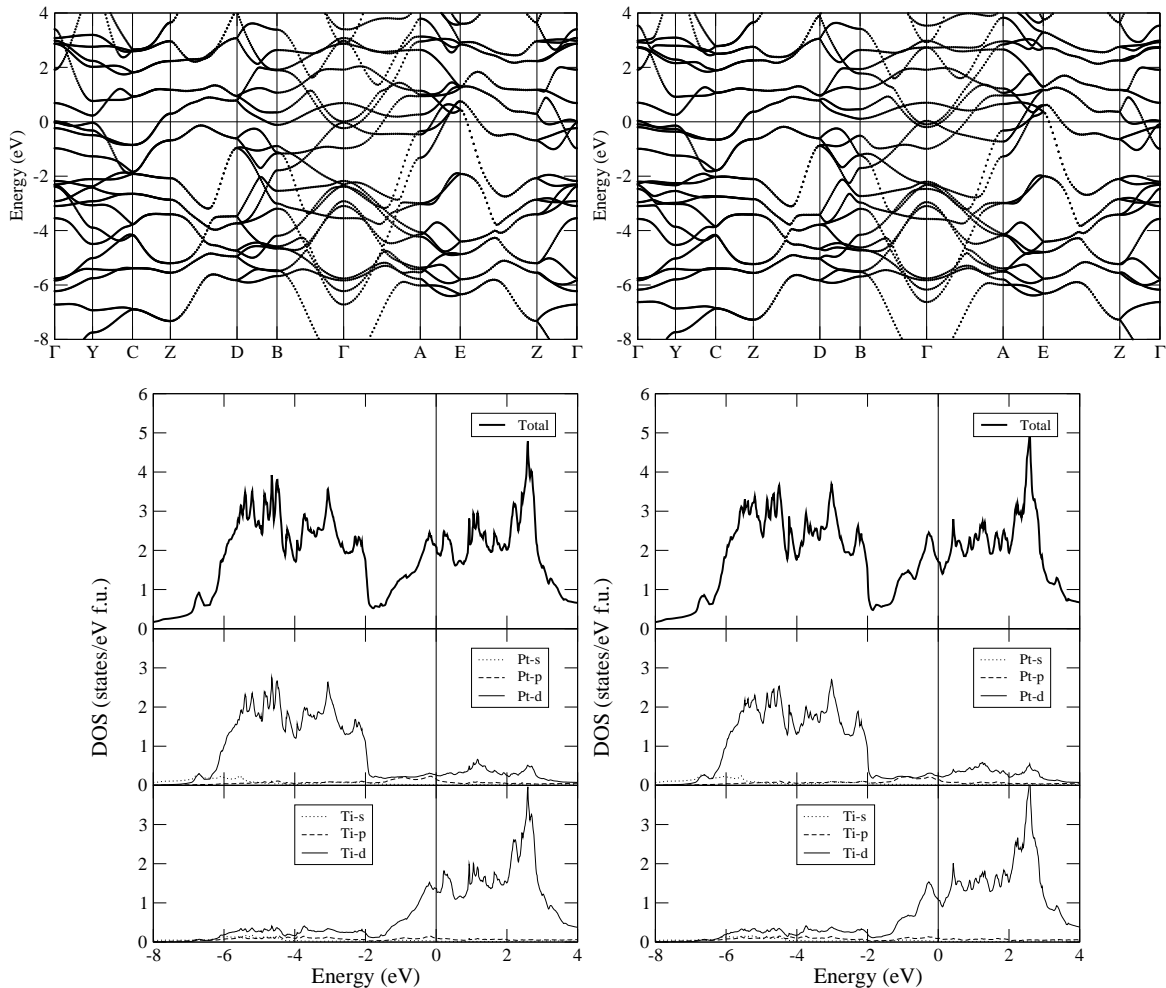 4
2
0
-2
-4
-6
-8
Energy (eV)
Γ Y C Z D B Γ A E Z Γ
4
2
0
-2
-4
-6
-8
Energy (eV)
Γ Y C Z D B Γ A E Z Γ
DOS (states/eV f.u.)
6
5
4
3
2
1
0
Total
3
2
1
0
Pt-s
Pt-p
Pt-d
3
2
1
0
Ti-s
Ti-p
Ti-d
-8 -6 -4 -2 0 2 4
Energy (eV)
DOS (states/eV f.u.)
6
5
4
3
2
1
0
Total
3
2
1
0
Pt-s
Pt-p
Pt-d
3
2
1
0
Ti-s
Ti-p
Ti-d
-8 -6 -4 -2 0 2 4
Energy (eV)